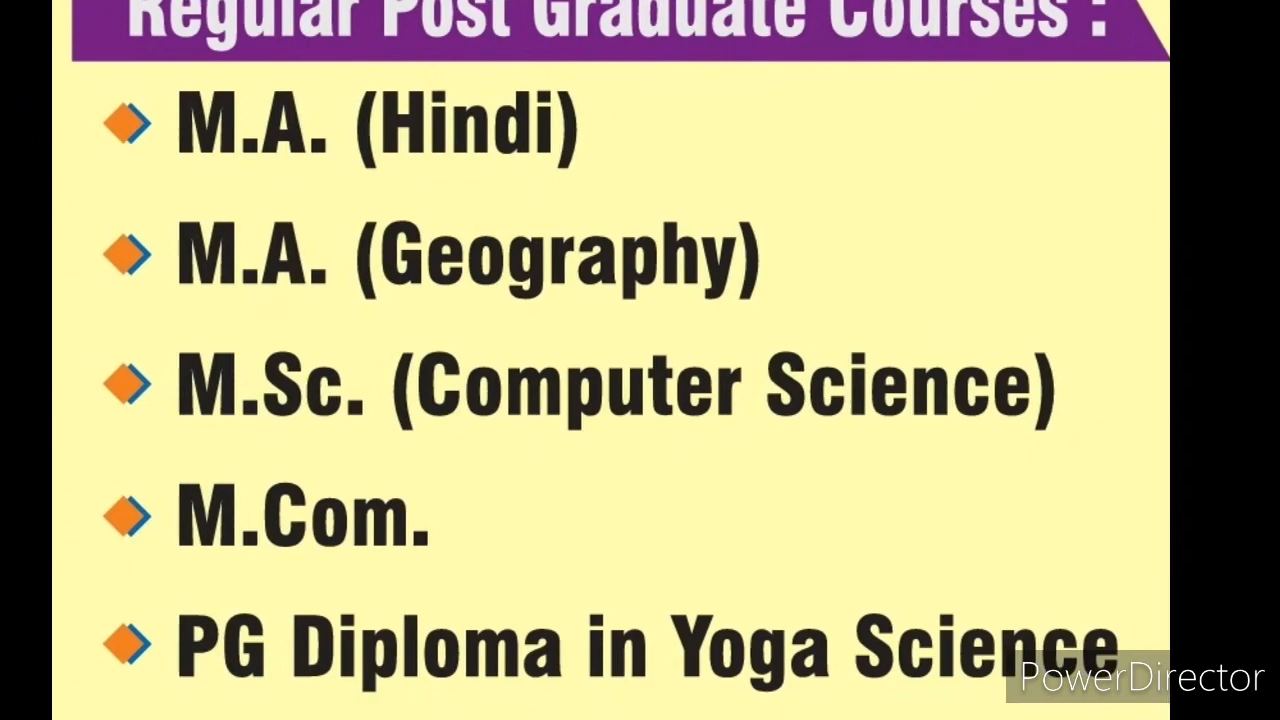 Regular Post Graduate Courses :
M.A. (Hindi)
M.A. (Geography)
M.Sc. (Computer Science)
M.Com.
PG Diploma in Yoga Science
PowerDirector